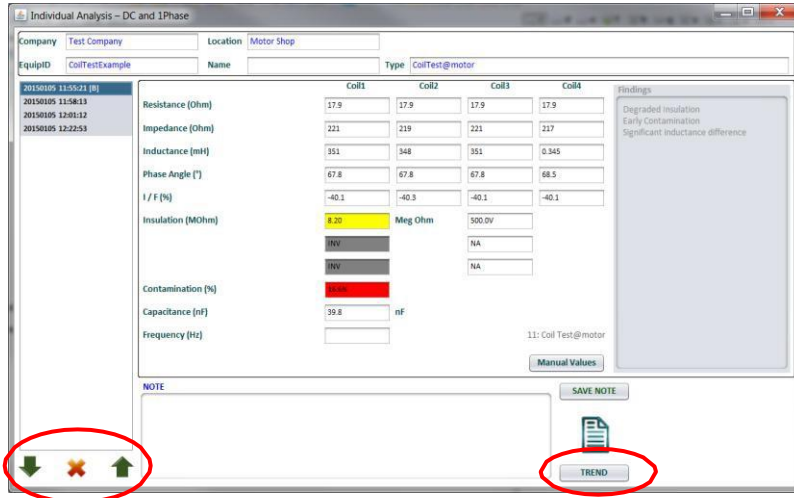 Individual Analysis – DC and 1Phase
Company Test Company Location Motor Shop
EquipID CoilTestExample Name Type CoilTest@motor
20150105 11:55:21 [B]
20150105 11:58:13
20150105 12:01:12
20150105 12:22:53
Coil1 Coil2 Coil3 Coil4
Resistance (Ohm) 17.9 17.9 17.9 17.9
Impedance (Ohm) 221 219 221 217
Inductance (mH) 351 348 351 0.345
Phase Angle (°) 67.8 67.8 67.8 68.5
I / F (%) -40.1 -40.3 -40.1 -40.1
Insulation (MOhm) 8.20 Meg Ohm 500.0V
INV NA
INV NA
Contamination (%)
Capacitance (nF) 39.8 nF
Frequency (Hz) 11: Coil Test@motor
Manual Values
Findings
Degraded Insulation
Early Contamination
Significant inductance difference
NOTE
SAVE NOTE
TREND